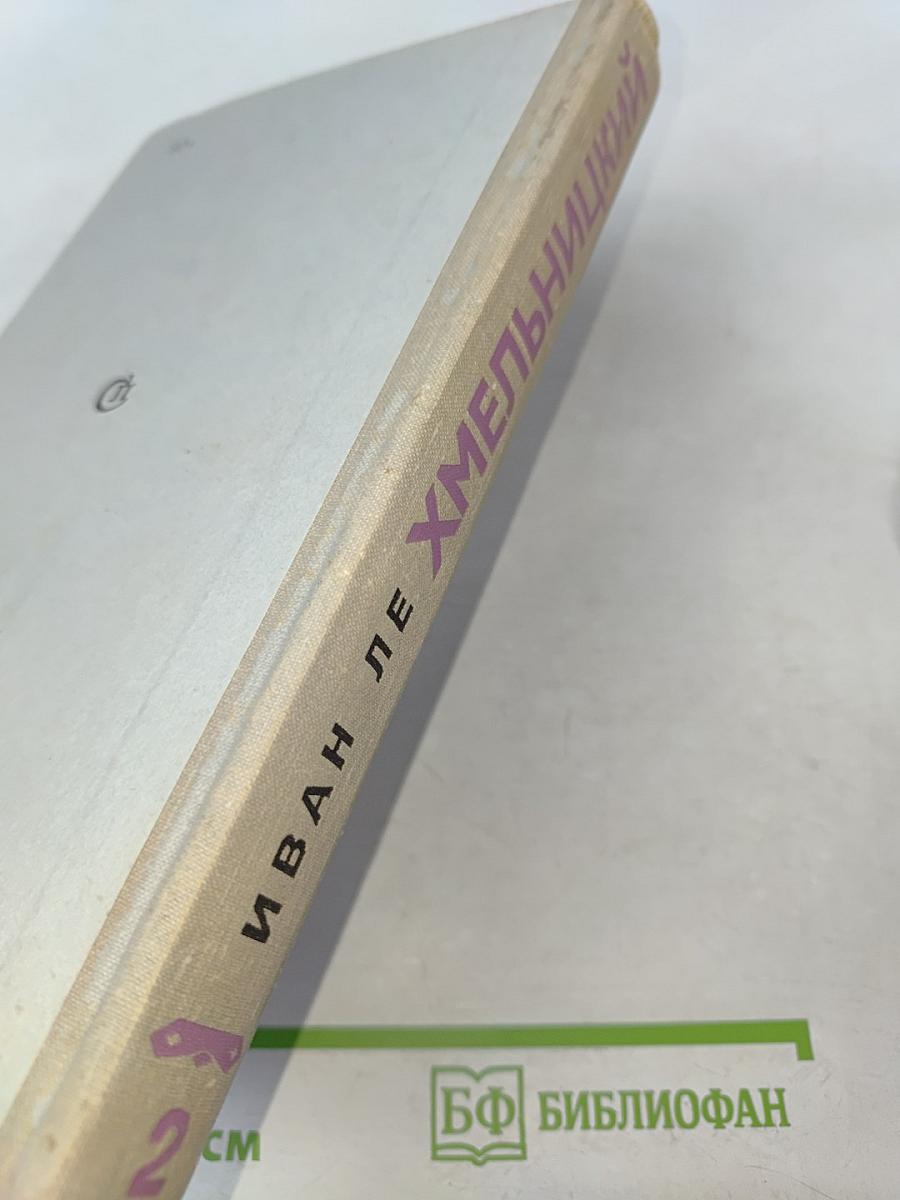 ИВАН ЛЕ ХМЕЛЬНИЦКИЙ
2
СМ
БФ БИБЛИОФАН